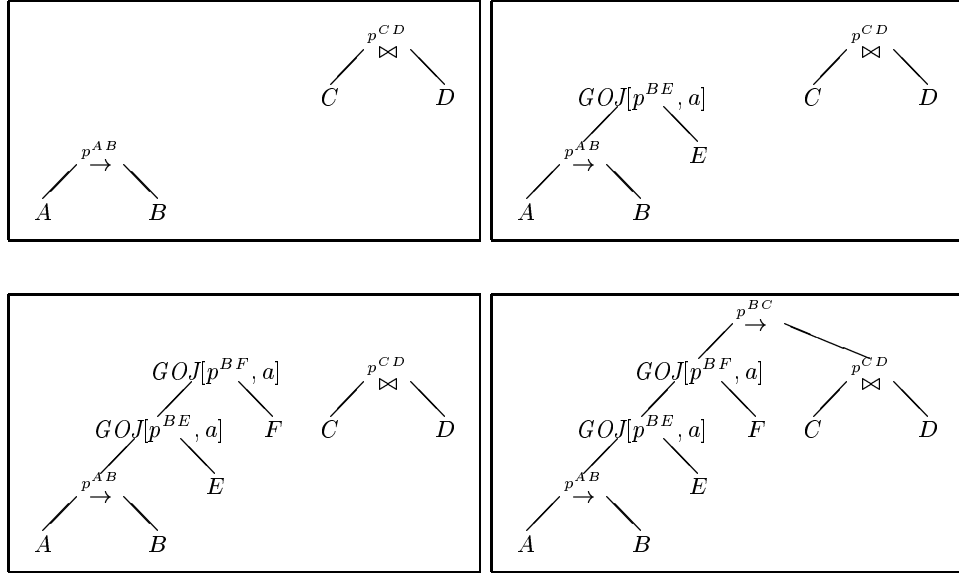 p^{CD}
⋈
C D
p^{AB}
→
A B
p^{CD}
⋈
C D
GOJ[p^{BE}, a]
E
p^{AB}
→
A B
p^{CD}
⋈
GOJ[p^{BF}, a]
C D
GOJ[p^{BE}, a] F
p^{AB}
→
E
A B
p^{BC}
→
GOJ[p^{BF}, a] p^{CD}
⋈
GOJ[p^{BE}, a] F C D
p^{AB}
→
E
A B